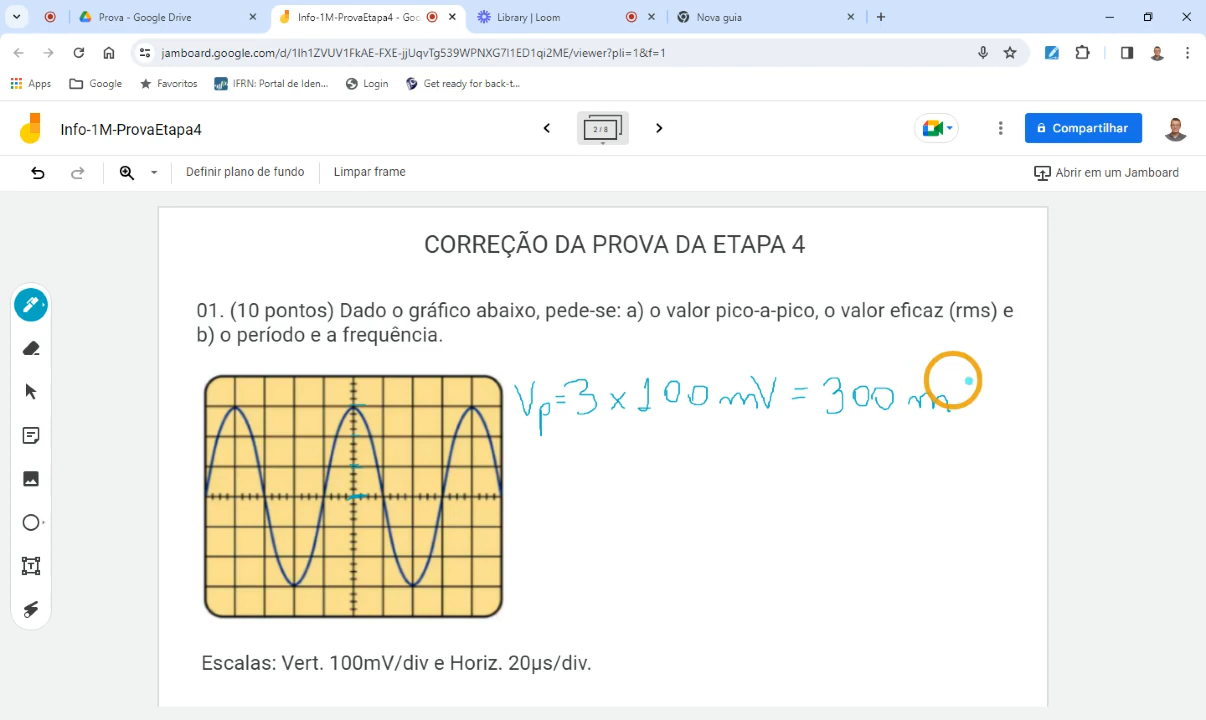 Prova - Google Drive
Info-1M-ProvaEtapa4 - Goo
Library | Loom
Nova guia
jamboard.google.com/d/1Ih1ZVUV1FkAE-FXE-jjUqvTg539WPNXG7I1ED1qi2ME/viewer?pli=1&f=1
Apps
Google
Favoritos
IFRN: Portal de Iden...
Login
Get ready for back-t...
Info-1M-ProvaEtapa4
2 / 8
Compartilhar
Definir plano de fundo
Limpar frame
Abrir em um Jamboard
CORREÇÃO DA PROVA DA ETAPA 4
01. (10 pontos) Dado o gráfico abaixo, pede-se: a) o valor pico-a-pico, o valor eficaz (rms) e
b) o período e a frequência.
Vp=3 x 100 mV = 300 m
Escalas: Vert. 100mV/div e Horiz. 20µs/div.